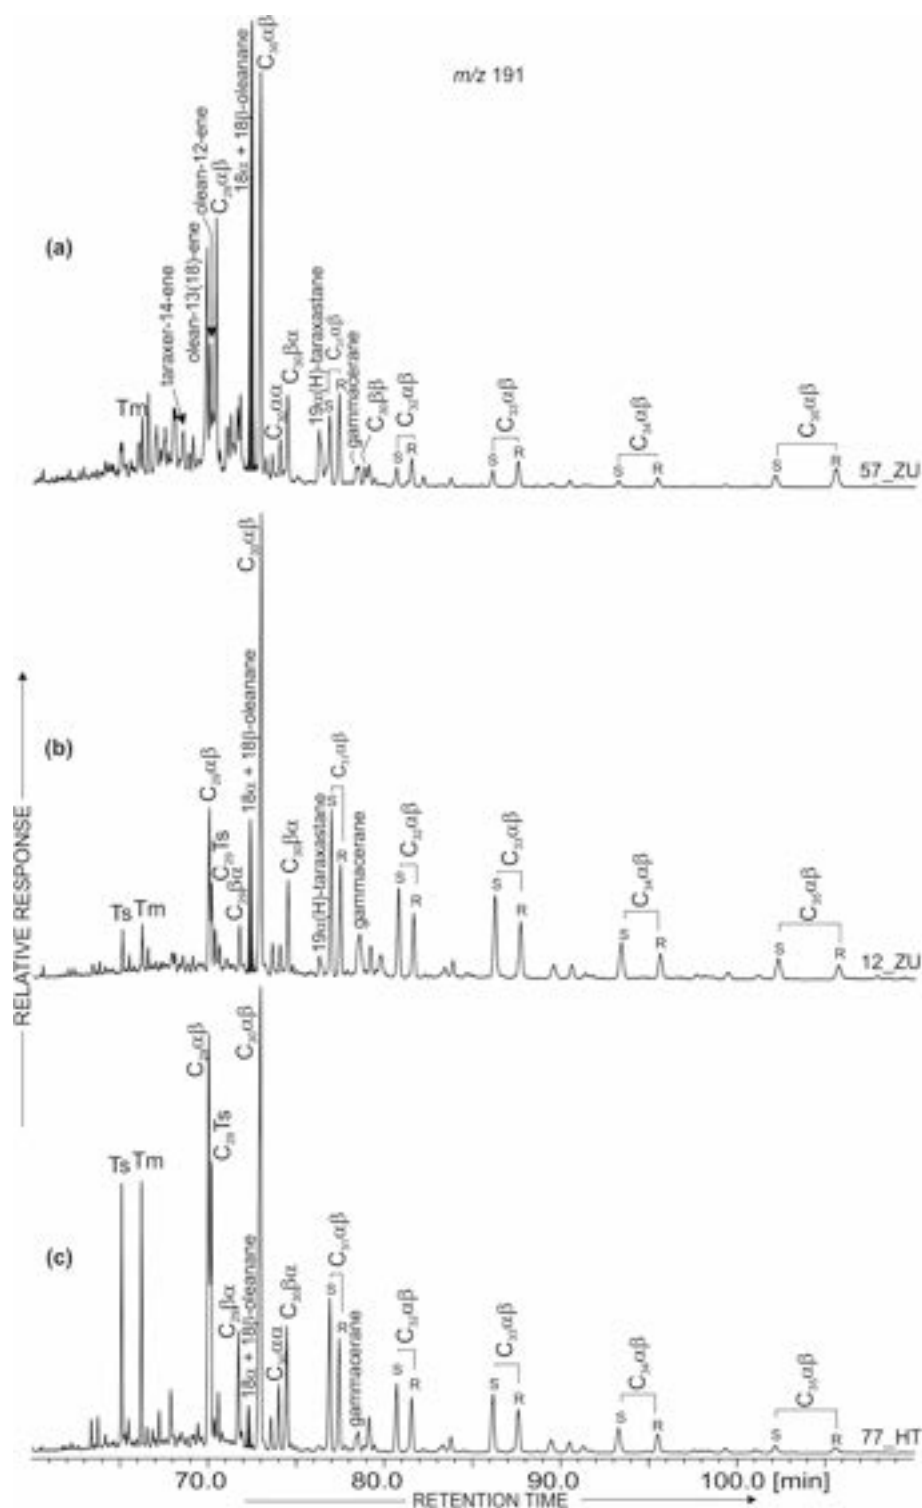 m/z 191
(a)
Tm
taraxer-14-ene
olean-13(18)-ene
olean-12-ene
C₂₉αβ
18α + 18β-oleanane
C₃₀αβ
C₃₀αα
C₃₀βα
19α(H)-taraxastane
S
C₃₁αβ
R
gammacerane
C₃₀ββ
S C₃₂αβ R
S C₃₃αβ R
S C₃₄αβ R
S C₃₅αβ R
57_ZU
(b)
Ts
Tm
C₂₉αβ
C₂₉Ts
C₂₉βα
18α + 18β-oleanane
C₃₀αβ
C₃₀βα
19α(H)-taraxastane
S
C₃₁αβ
R
gammacerane
S C₃₂αβ R
S C₃₃αβ R
S C₃₄αβ R
S C₃₅αβ R
12_ZU
(c)
Ts
Tm
C₂₉αβ
C₂₉Ts
C₂₉βα
18α + 18β-oleanane
C₃₀αβ
C₃₀αα
C₃₀βα
S
C₃₁αβ
R
gammacerane
S C₃₂αβ R
S C₃₃αβ R
S C₃₄αβ R
S C₃₅αβ R
77_HT
RELATIVE RESPONSE
70.0 80.0 90.0 100.0 [min]
RETENTION TIME